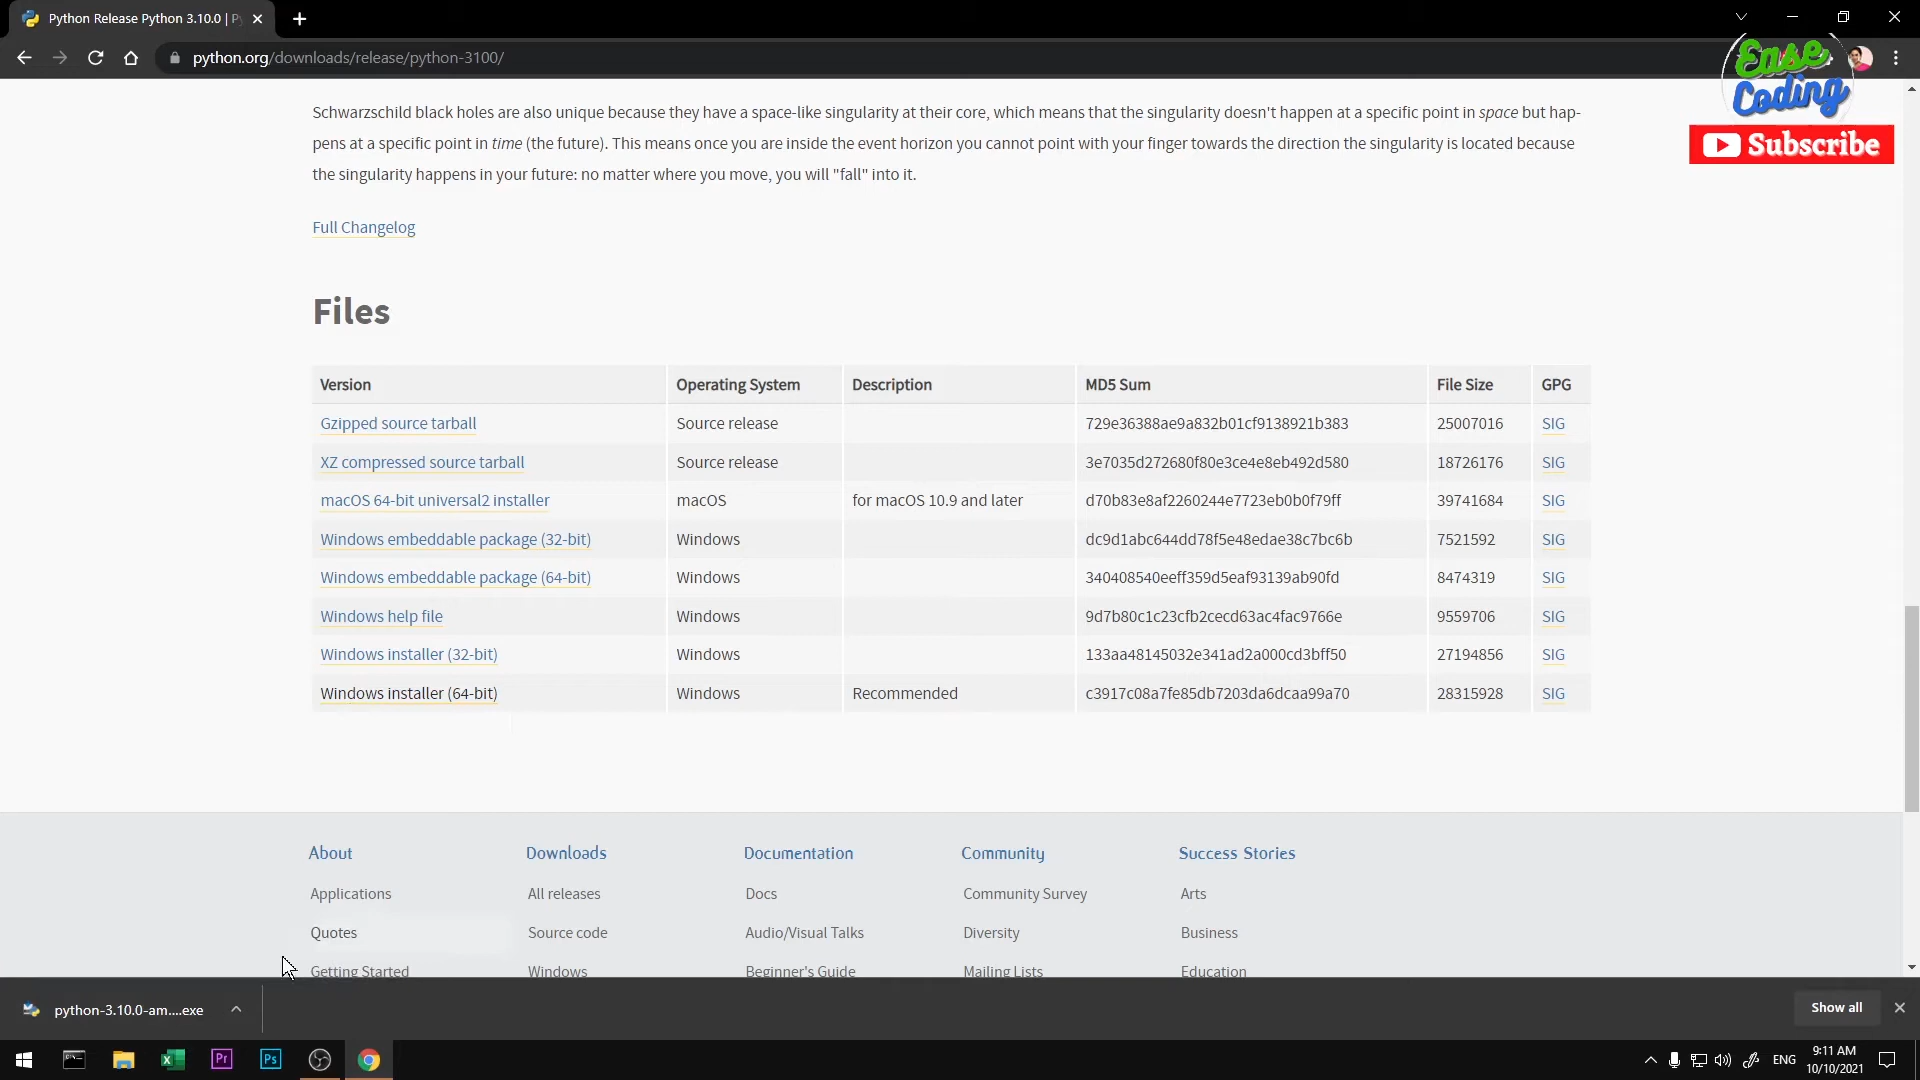 Python Release Python 3.10.0 | Py
python.org/downloads/release/python-3100/
Ease
Coding
Subscribe
Schwarzschild black holes are also unique because they have a space-like singularity at their core, which means that the singularity doesn't happen at a specific point in space but hap-
pens at a specific point in time (the future). This means once you are inside the event horizon you cannot point with your finger towards the direction the singularity is located because
the singularity happens in your future: no matter where you move, you will "fall" into it.
Full Changelog
Files
Version Operating System Description MD5 Sum File Size GPG
Gzipped source tarball Source release 729e36388ae9a832b01cf9138921b383 25007016 SIG
XZ compressed source tarball Source release 3e7035d272680f80e3ce4e8eb492d580 18726176 SIG
macOS 64-bit universal2 installer macOS for macOS 10.9 and later d70b83e8af2260244e7723eb0b0f79ff 39741684 SIG
Windows embeddable package (32-bit) Windows dc9d1abc644dd78f5e48edae38c7bc6b 7521592 SIG
Windows embeddable package (64-bit) Windows 340408540eeff359d5eaf93139ab90fd 8474319 SIG
Windows help file Windows 9d7b80c1c23cfb2cecd63ac4fac9766e 9559706 SIG
Windows installer (32-bit) Windows 133aa48145032e341ad2a000cd3bff50 27194856 SIG
Windows installer (64-bit) Windows Recommended c3917c08a7fe85db7203da6dcaa99a70 28315928 SIG
About Downloads Documentation Community Success Stories
Applications All releases Docs Community Survey Arts
Quotes Source code Audio/Visual Talks Diversity Business
Getting Started Windows Beginner's Guide Mailing Lists Education
python-3.10.0-am....exe Show all
Pr Ps ENG 9:11 AM
10/10/2021